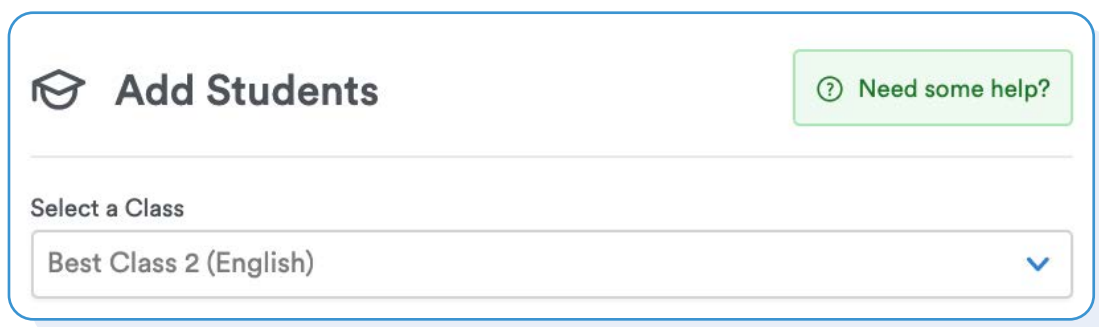 Add Students
Need some help?
Select a Class
Best Class 2 (English)